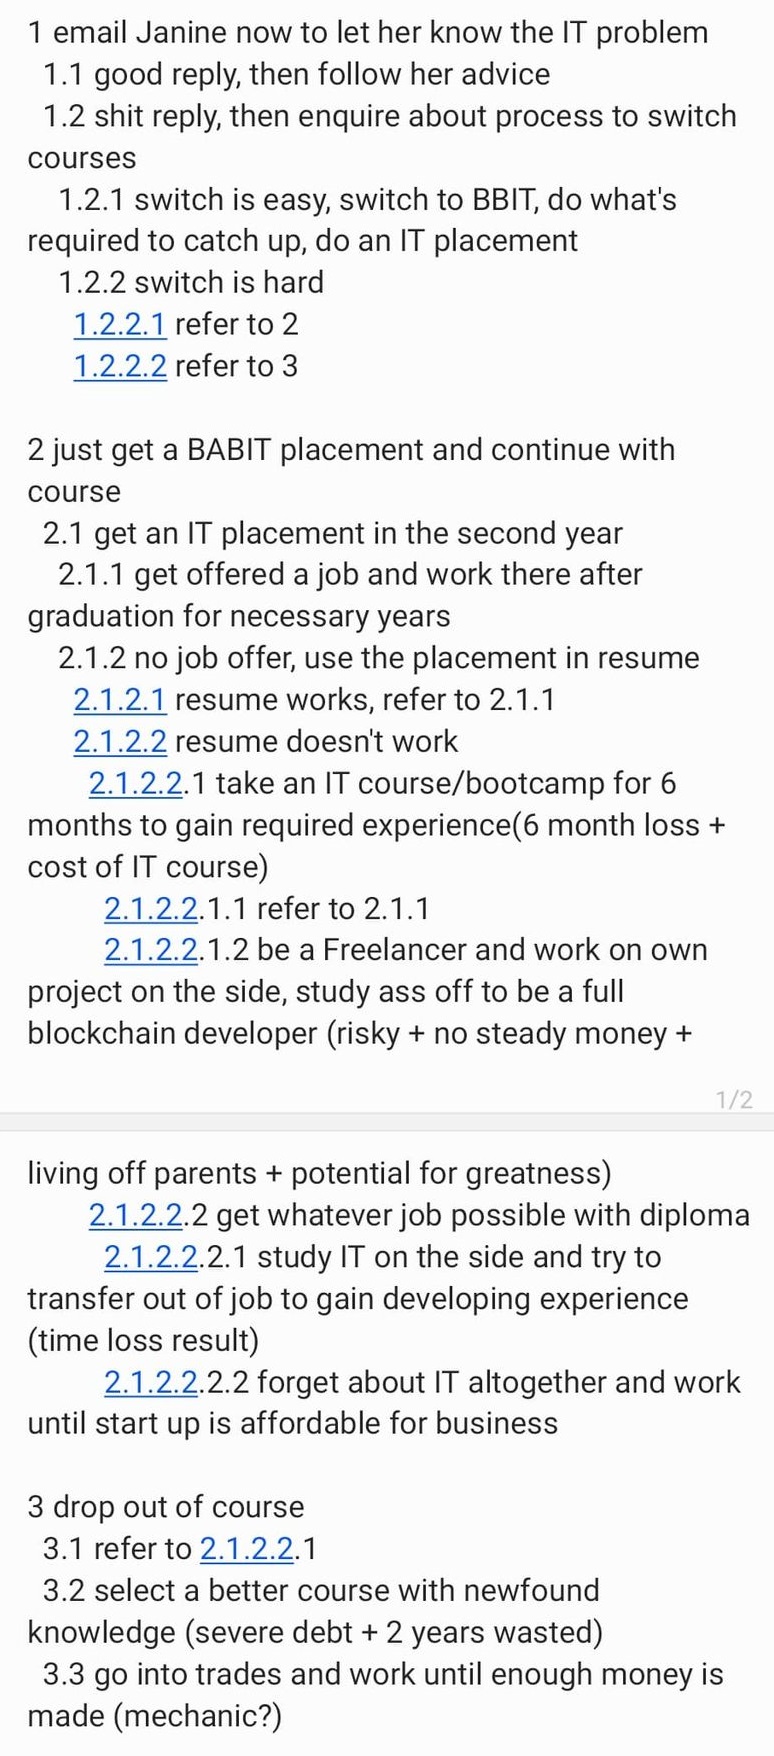 1 email Janine now to let her know the IT problem
1.1 good reply, then follow her advice
1.2 shit reply, then enquire about process to switch
courses
1.2.1 switch is easy, switch to BBIT, do what's
required to catch up, do an IT placement
1.2.2 switch is hard
1.2.2.1 refer to 2
1.2.2.2 refer to 3
2 just get a BABIT placement and continue with
course
2.1 get an IT placement in the second year
2.1.1 get offered a job and work there after
graduation for necessary years
2.1.2 no job offer, use the placement in resume
2.1.2.1 resume works, refer to 2.1.1
2.1.2.2 resume doesn't work
2.1.2.2.1 take an IT course/bootcamp for 6
months to gain required experience(6 month loss +
cost of IT course)
2.1.2.2.1.1 refer to 2.1.1
2.1.2.2.1.2 be a Freelancer and work on own
project on the side, study ass off to be a full
blockchain developer (risky + no steady money +
1/2
living off parents + potential for greatness)
2.1.2.2.2 get whatever job possible with diploma
2.1.2.2.2.1 study IT on the side and try to
transfer out of job to gain developing experience
(time loss result)
2.1.2.2.2.2 forget about IT altogether and work
until start up is affordable for business
3 drop out of course
3.1 refer to 2.1.2.2.1
3.2 select a better course with newfound
knowledge (severe debt + 2 years wasted)
3.3 go into trades and work until enough money is
made (mechanic?)